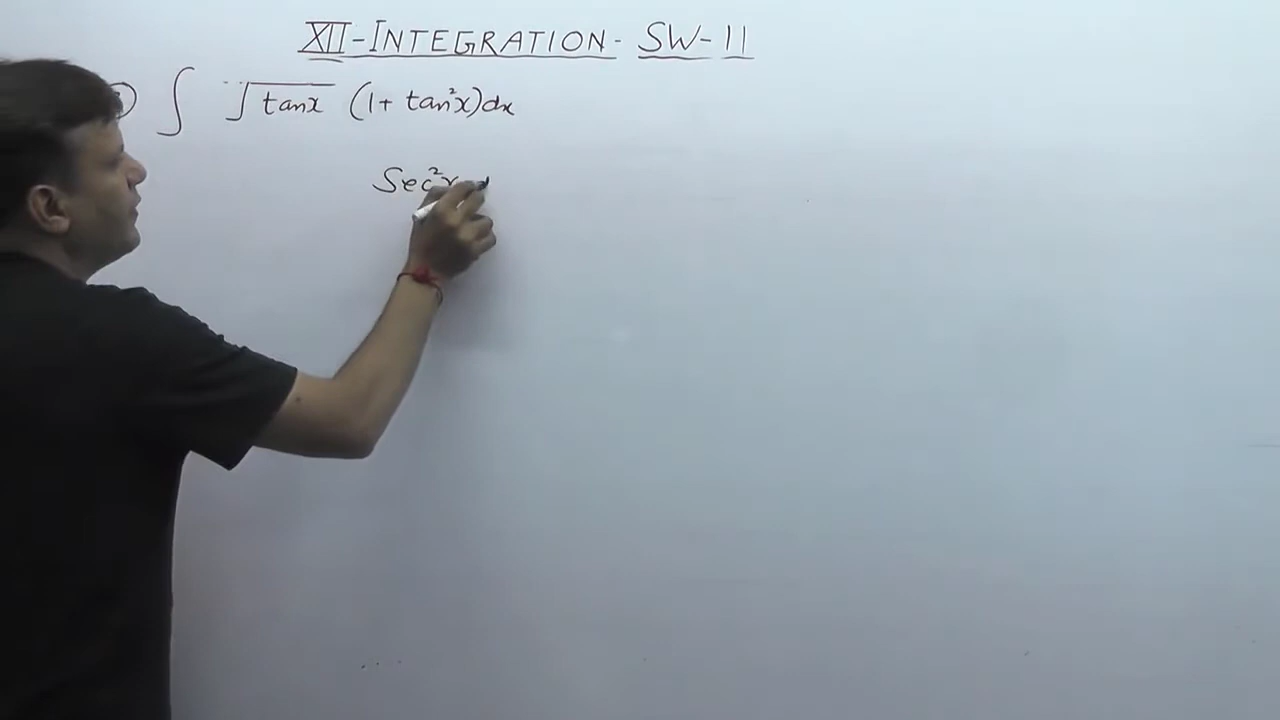 XII - INTEGRATION - SW - 11
∫ √tanx (1 + tan²x)dx
Sec²x